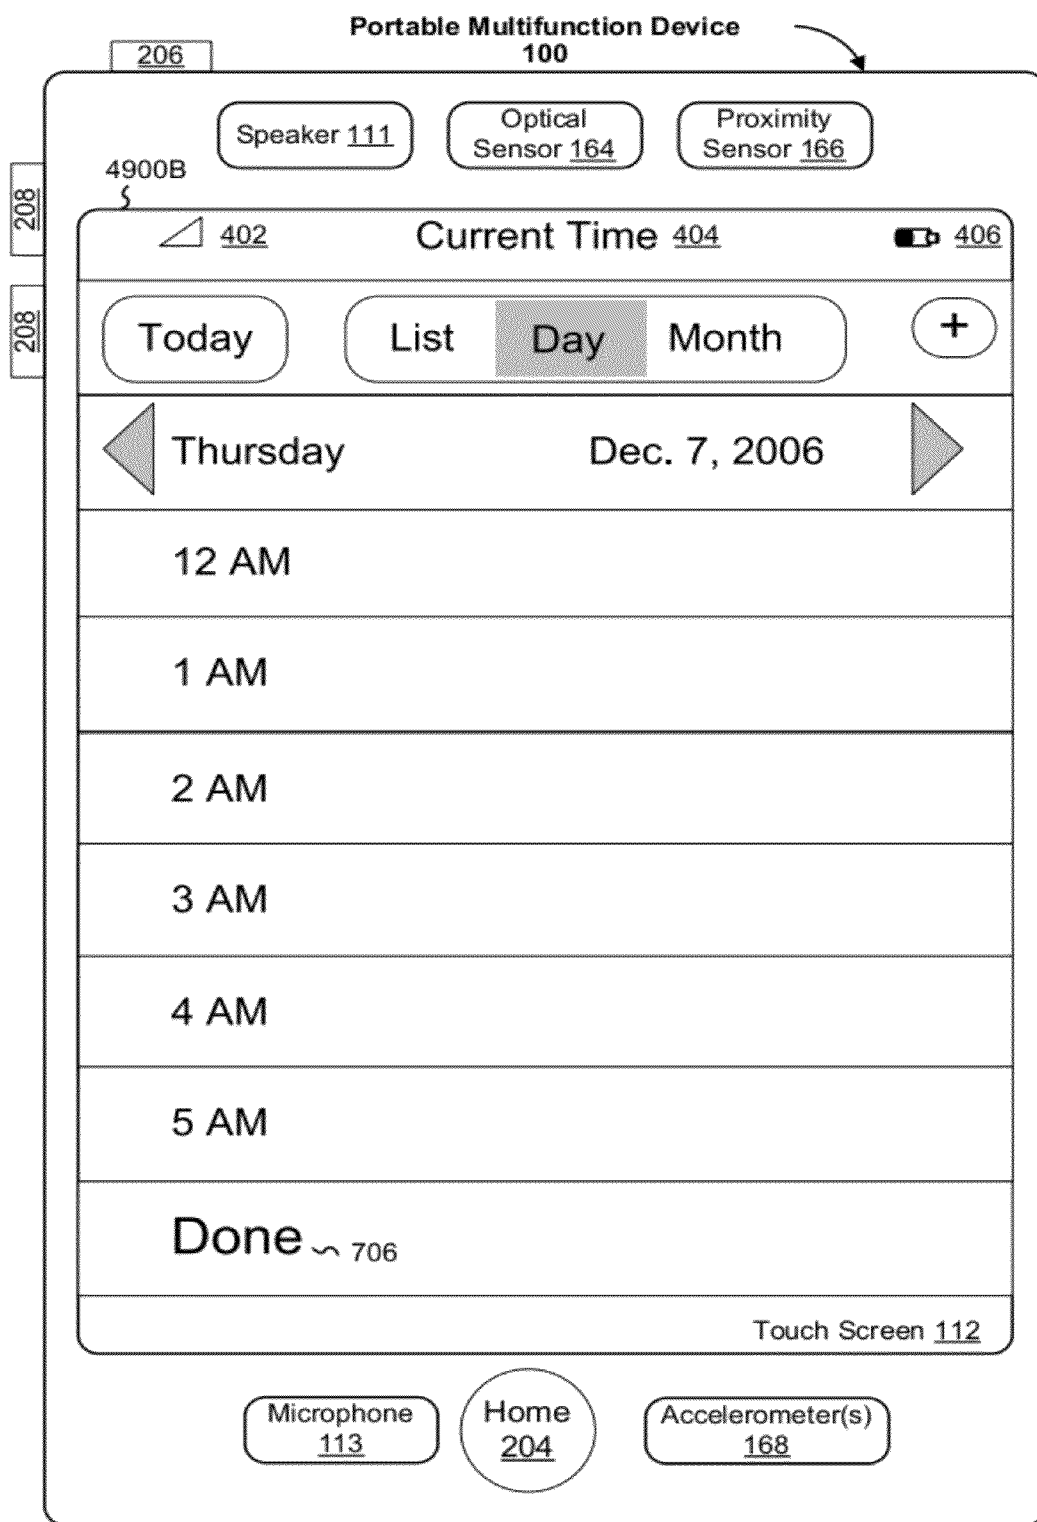 Portable Multifunction Device
100
206
Speaker 111
Optical
Sensor 164
Proximity
Sensor 166
4900B
208
208
402
Current Time 404
406
Today
List
Day
Month
+
Thursday
Dec. 7, 2006
12 AM
1 AM
2 AM
3 AM
4 AM
5 AM
Done 706
Touch Screen 112
Microphone
113
Home
204
Accelerometer(s)
168